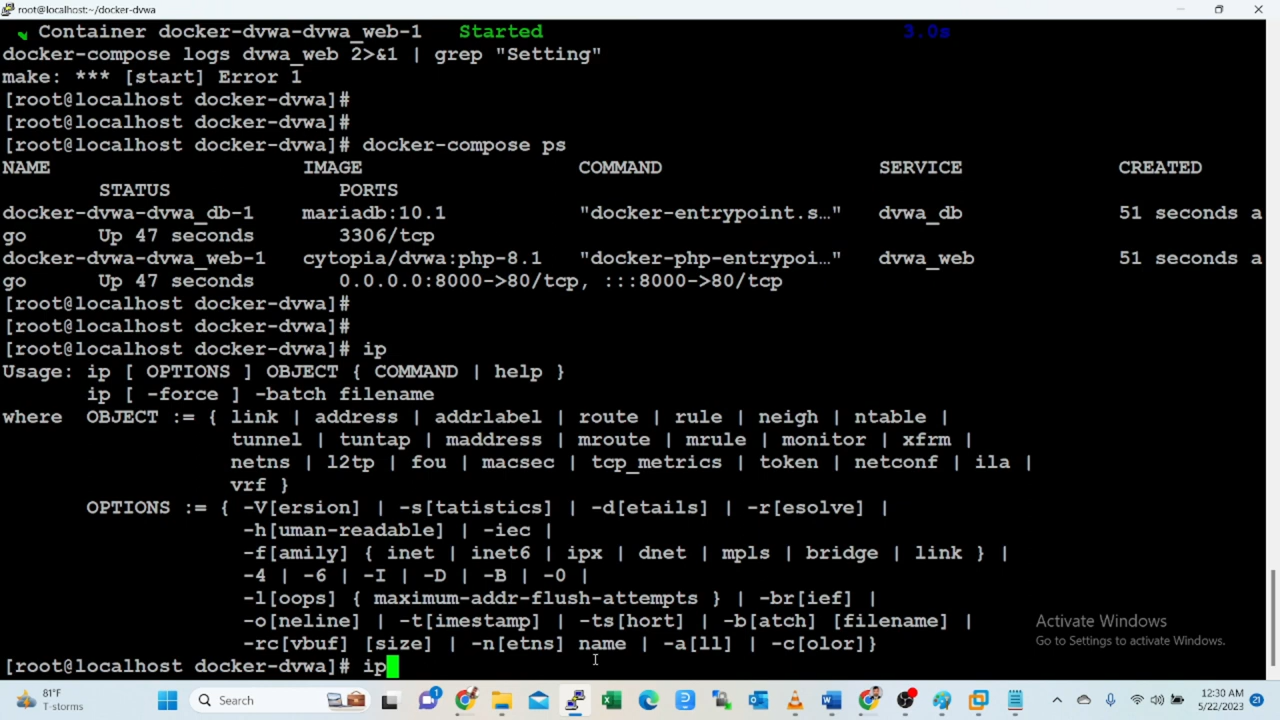 root@localhost:~/docker-dvwa
Container docker-dvwa-dvwa_web-1   Started   3.0s
docker-compose logs dvwa_web 2>&1 | grep "Setting"
make: *** [start] Error 1
[root@localhost docker-dvwa]#
[root@localhost docker-dvwa]#
[root@localhost docker-dvwa]# docker-compose ps
NAME                     IMAGE                  COMMAND                  SERVICE             CREATED
        STATUS              PORTS
docker-dvwa-dvwa_db-1    mariadb:10.1           "docker-entrypoint.s…"   dvwa_db             51 seconds a
go      Up 47 seconds       3306/tcp
docker-dvwa-dvwa_web-1   cytopia/dvwa:php-8.1   "docker-php-entrypoi…"   dvwa_web            51 seconds a
go      Up 47 seconds       0.0.0.0:8000->80/tcp, :::8000->80/tcp
[root@localhost docker-dvwa]#
[root@localhost docker-dvwa]#
[root@localhost docker-dvwa]# ip
Usage: ip [ OPTIONS ] OBJECT { COMMAND | help }
       ip [ -force ] -batch filename
where  OBJECT := { link | address | addrlabel | route | rule | neigh | ntable |
                   tunnel | tuntap | maddress | mroute | mrule | monitor | xfrm |
                   netns | l2tp | fou | macsec | tcp_metrics | token | netconf | ila |
                   vrf }
       OPTIONS := { -V[ersion] | -s[tatistics] | -d[etails] | -r[esolve] |
                    -h[uman-readable] | -iec |
                    -f[amily] { inet | inet6 | ipx | dnet | mpls | bridge | link } |
                    -4 | -6 | -I | -D | -B | -0 |
                    -l[oops] { maximum-addr-flush-attempts } | -br[ief] |
                    -o[neline] | -t[imestamp] | -ts[hort] | -b[atch] [filename] |
                    -rc[vbuf] [size] | -n[etns] name | -a[ll] | -c[olor]}
[root@localhost docker-dvwa]# ip
Activate Windows
Go to Settings to activate Windows.
81°F
T-storms
Search
1
12:30 AM
5/22/2023
21